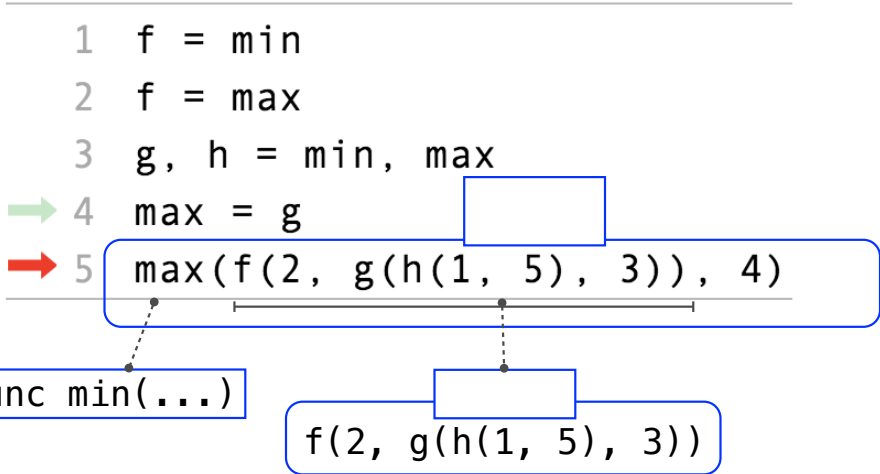 1 f = min
2 f = max
3 g, h = min, max
4 max = g
5 max(f(2, g(h(1, 5), 3)), 4)
min(...)
f(2, g(h(1, 5), 3))